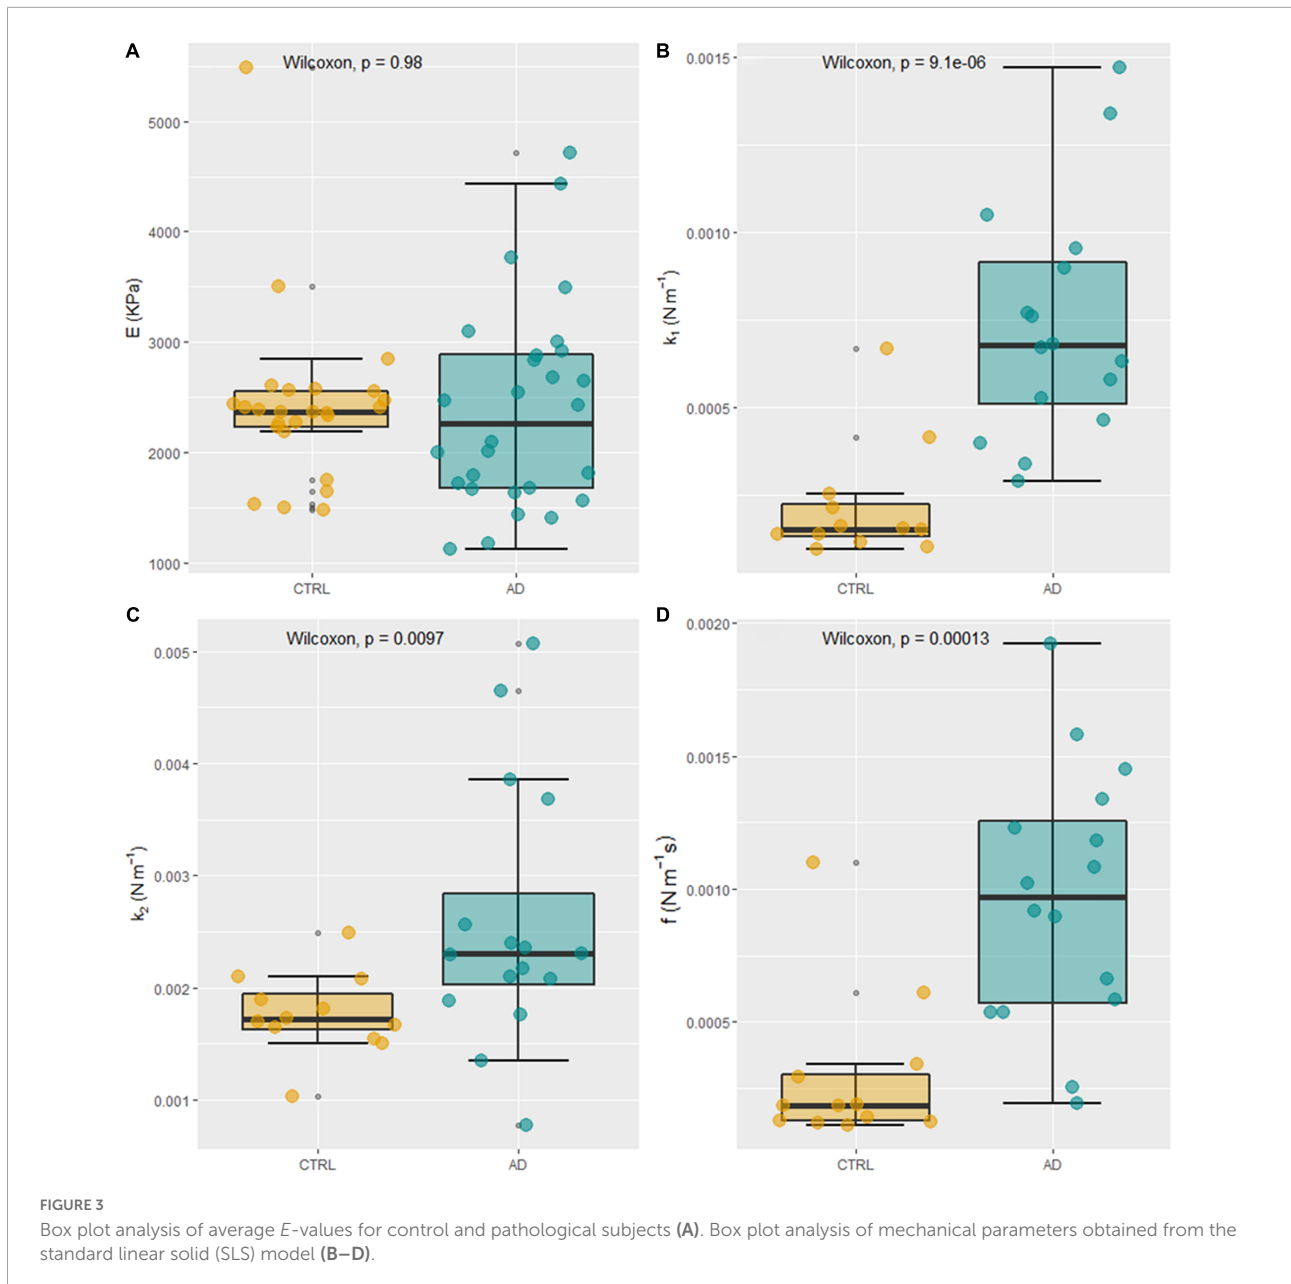 A
Wilcoxon, p = 0.98
E (KPa)
5000
4000
3000
2000
1000
CTRL
AD
B
Wilcoxon, p = 9.1e-06
k₁ (N m⁻¹)
0.0015
0.0010
0.0005
CTRL
AD
C
Wilcoxon, p = 0.0097
k₂ (N m⁻¹)
0.005
0.004
0.003
0.002
0.001
CTRL
AD
D
Wilcoxon, p = 0.00013
f (N m⁻¹s)
0.0020
0.0015
0.0010
0.0005
CTRL
AD
FIGURE 3
Box plot analysis of average E-values for control and pathological subjects (A). Box plot analysis of mechanical parameters obtained from the
standard linear solid (SLS) model (B–D).